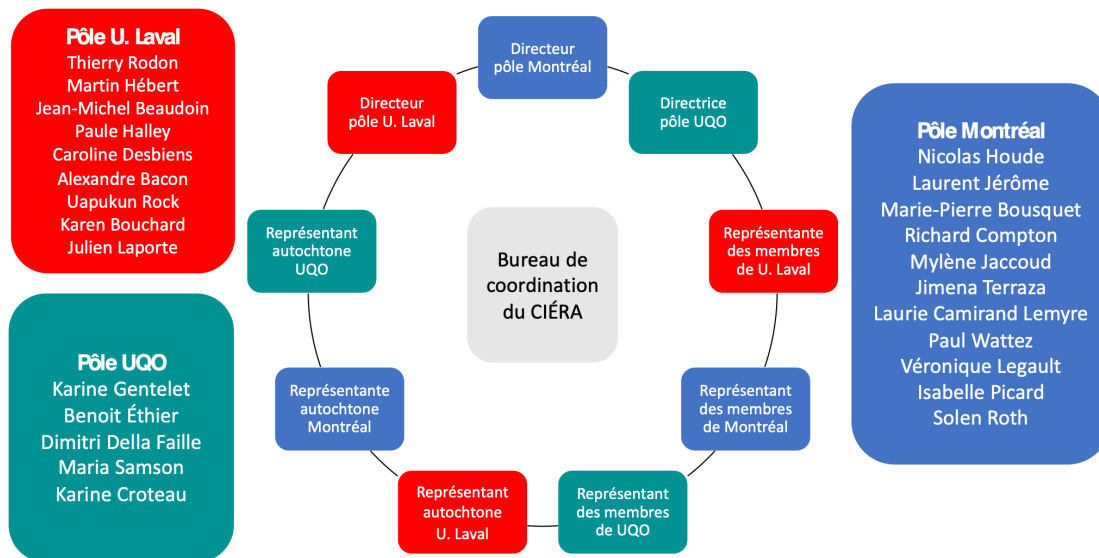 Pôle U. Laval
Thierry Rodon
Martin Hébert
Jean-Michel Beaudoin
Paule Halley
Caroline Desbiens
Alexandre Bacon
Uapukun Rock
Karen Bouchard
Julien Laporte
Pôle UQO
Karine Gentelet
Benoit Éthier
Dimitri Della Faille
Maria Samson
Karine Croteau
Directeur
pôle Montréal
Directrice
pôle UQO
Représentante
des membres
de U. Laval
Représentant
des membres
de Montréal
Représentant
des membres
de UQO
Représentant
autochtone
U. Laval
Représentante
autochtone
Montréal
Représentant
autochtone
UQO
Directeur
pôle U. Laval
Bureau de
coordination
du CIÉRA
Pôle Montréal
Nicolas Houde
Laurent Jérôme
Marie-Pierre Bousquet
Richard Compton
Mylène Jaccoud
Jimena Terraza
Laurie Camirand Lemyre
Paul Wattez
Véronique Legault
Isabelle Picard
Solen Roth